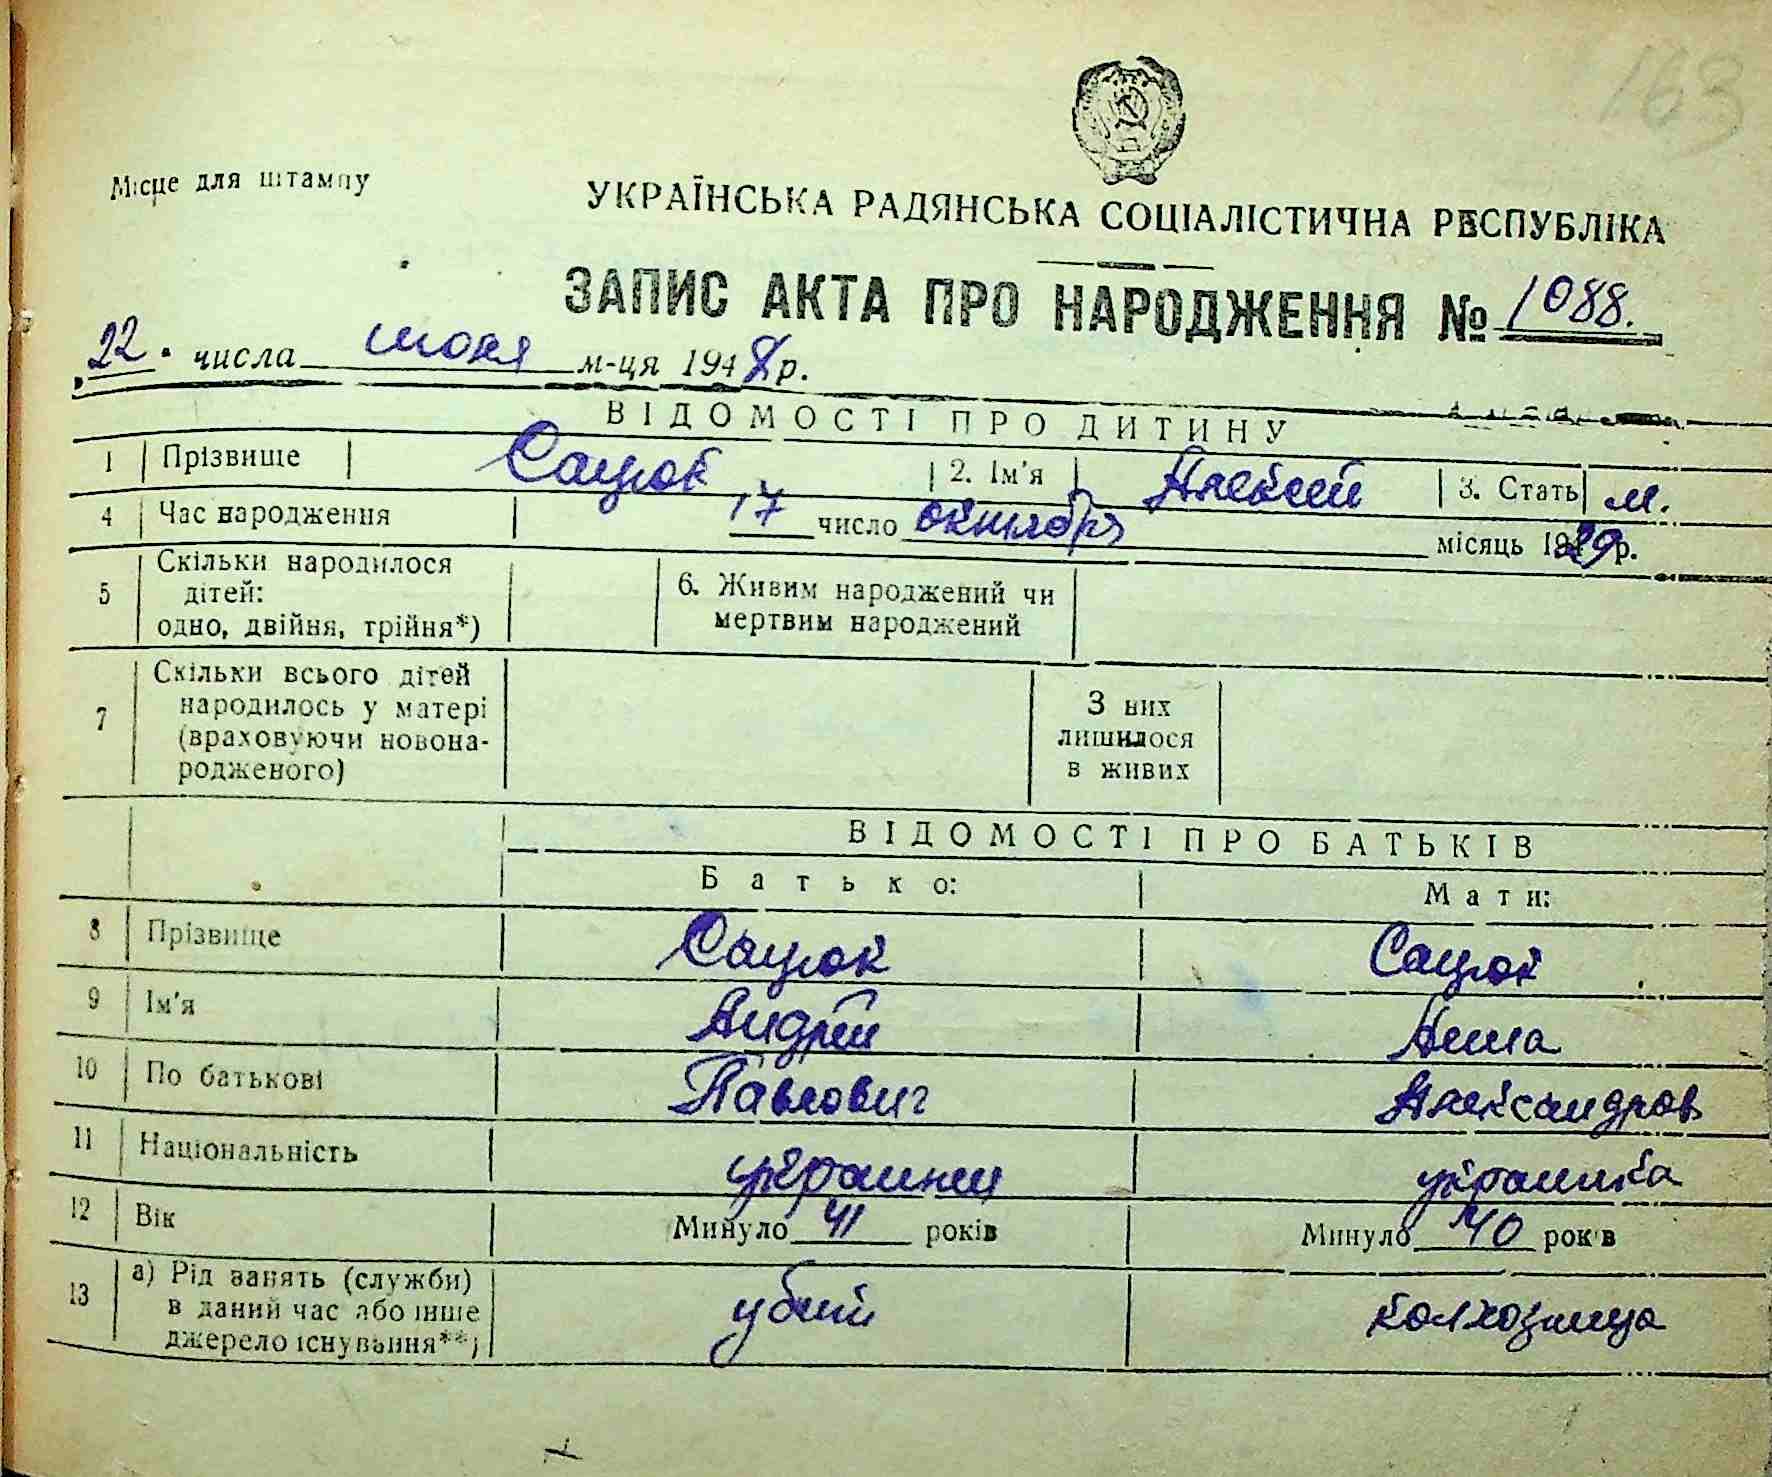 163
Місце для штампу
УКРАЇНСЬКА РАДЯНСЬКА СОЦІАЛІСТИЧНА РЕСПУБЛІКА
ЗАПИС АКТА ПРО НАРОДЖЕННЯ № 1088.
„22" числа июня м-ця 1948 р.
ВІДОМОСТІ ПРО ДИТИНУ
1 Прізвище Сацюк 2. Ім'я Алексей 3. Стать м.
4 Час народження 17 число октября місяць 1929 р.
5 Скільки народилося дітей: одно, двійня, трійня*) 6. Живим народжений чи мертвим народжений
7 Скільки всього дітей народилось у матері (враховуючи новонародженого) З них лишилося в живих
ВІДОМОСТІ ПРО БАТЬКІВ
Батько: Мати:
8 Прізвище Сацюк Сацюк
9 Ім'я Андрей Анна
10 По батькові Павлович Александров
11 Національність украинец украинка
12 Вік Минуло 41 років Минуло 40 років
13 а) Рід занять (служби) в даний час або інше джерело існування**) убит колхозница